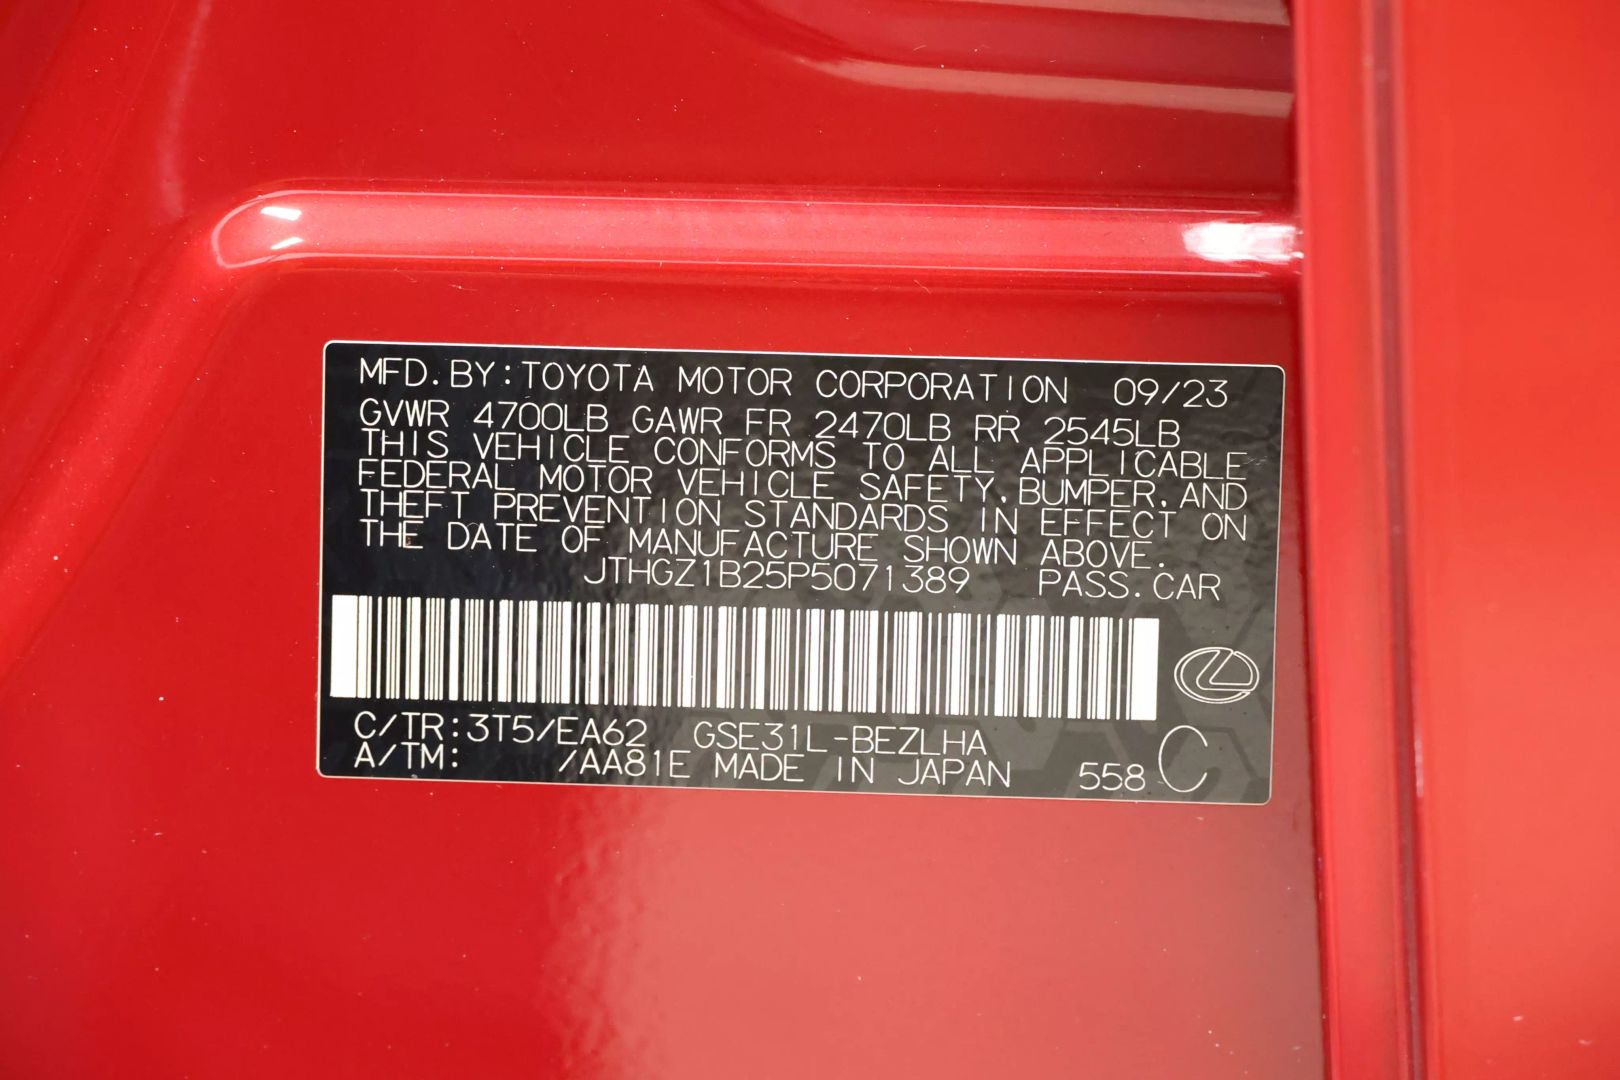 MFD.BY:TOYOTA MOTOR CORPORATION 09/23
GVWR 4700LB GAWR FR 2470LB RR 2545LB
THIS VEHICLE CONFORMS TO ALL APPLICABLE
FEDERAL MOTOR VEHICLE SAFETY,BUMPER,AND
THEFT PREVENTION STANDARDS IN EFFECT ON
THE DATE OF MANUFACTURE SHOWN ABOVE.
JTHGZ1B25P5071389 PASS.CAR
C/TR:3T5/EA62 GSE31L-BEZLHA
A/TM: /AA81E MADE IN JAPAN 558 C